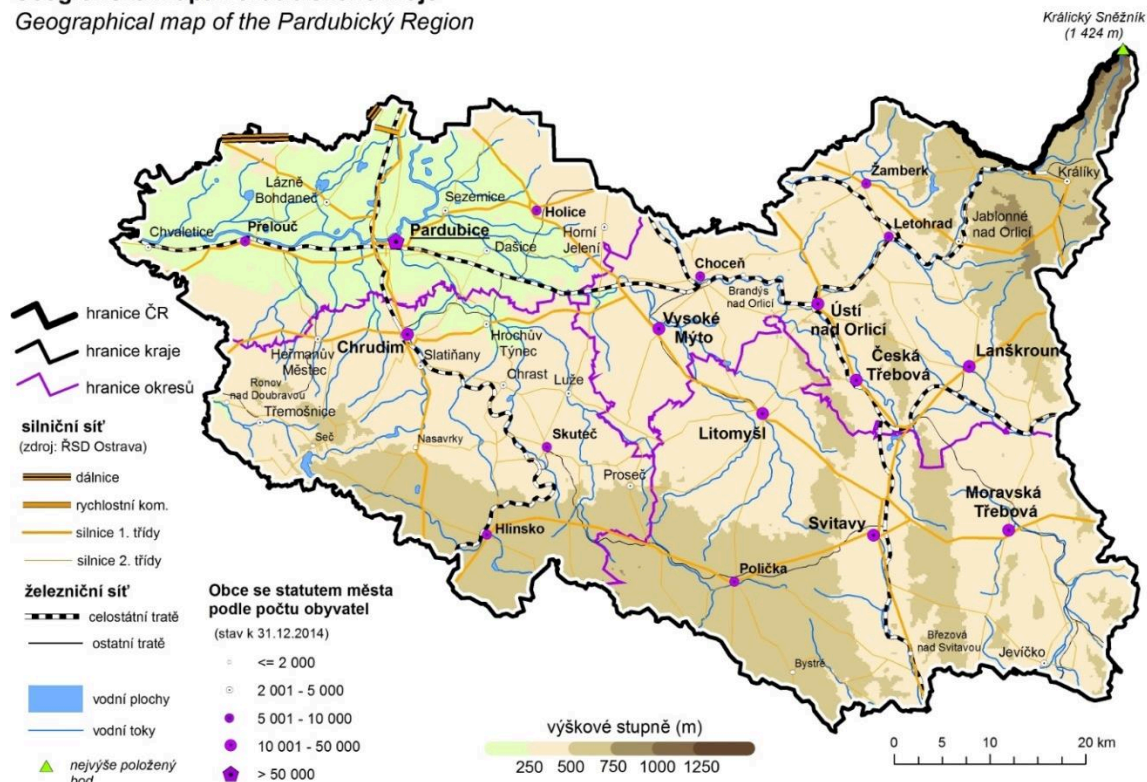 Geographical map of the Pardubický Region
Králický Sněžník
(1 424 m)
Žamberk
Králíky
Lázně
Bohdaneč
Sezemice
Holice
Letohrad
Jablonné
nad Orlicí
Chvaletice
Přelouč
Pardubice
Dašice
Horní
Jelení
Choceň
Brandýs
nad Orlicí
Ústí
nad Orlicí
hranice ČR
hranice kraje
hranice okresů
Heřmanův
Městec
Chrudim
Slatiňany
Hrochův
Týnec
Vysoké
Mýto
Česká
Třebová
Lanškroun
Ronov
nad Doubravou
Třemošnice
Chrast
Luže
Litomyšl
Seč
Nasavrky
Skuteč
Proseč
Hlinsko
Svitavy
Moravská
Třebová
Polička
Bystré
Březová
nad Svitavou
Jevíčko
silniční síť
(zdroj: ŘSD Ostrava)
dálnice
rychlostní kom.
silnice 1. třídy
silnice 2. třídy
železniční síť
celostátní tratě
ostatní tratě
vodní plochy
vodní toky
nejvýše položený
bod
Obce se statutem města
podle počtu obyvatel
(stav k 31.12.2014)
<= 2 000
2 001 - 5 000
5 001 - 10 000
10 001 - 50 000
> 50 000
výškové stupně (m)
250 500 750 1000 1250
0 5 10 20 km